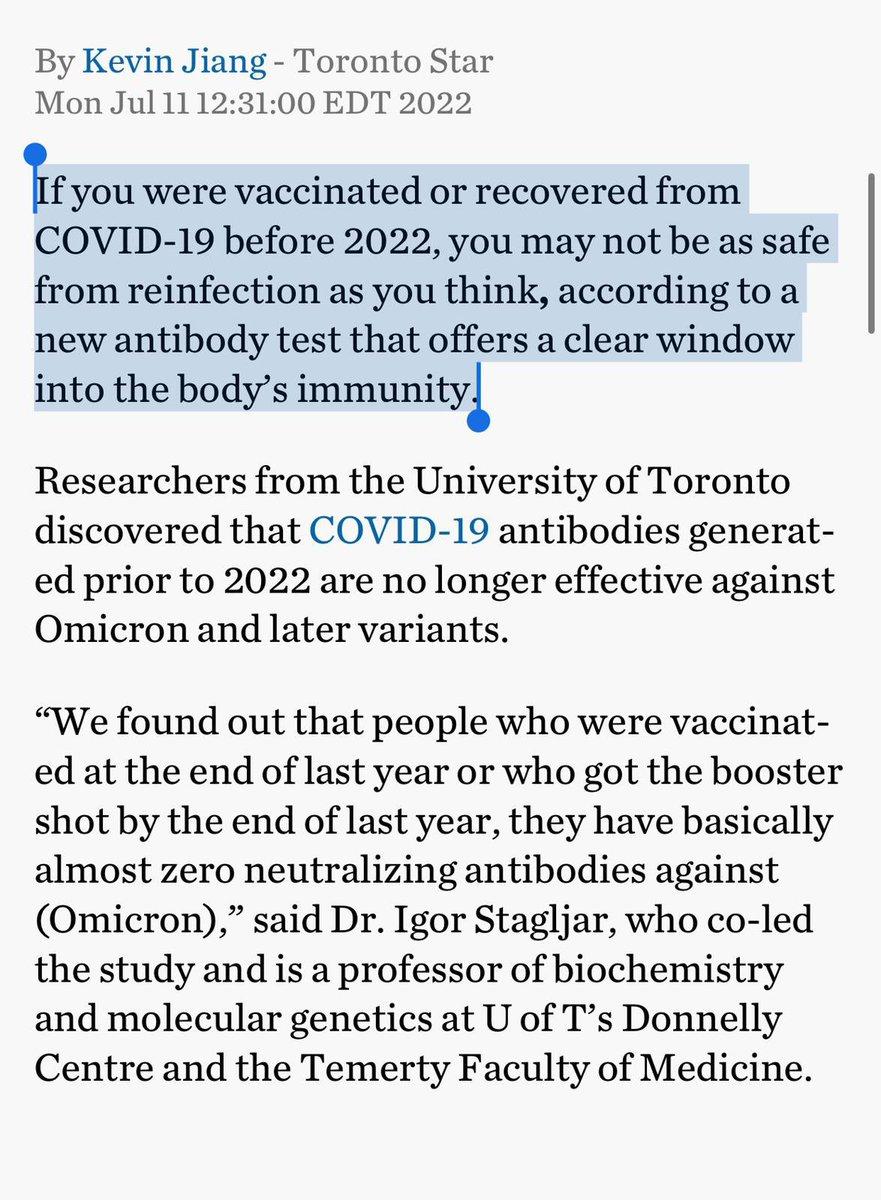 By Kevin Jiang - Toronto Star
Mon Jul 11 12:31:00 EDT 2022
If you were vaccinated or recovered from
COVID-19 before 2022, you may not be as safe
from reinfection as you think, according to a
new antibody test that offers a clear window
into the body’s immunity.
Researchers from the University of Toronto
discovered that COVID-19 antibodies generat-
ed prior to 2022 are no longer effective against
Omicron and later variants.
“We found out that people who were vaccinat-
ed at the end of last year or who got the booster
shot by the end of last year, they have basically
almost zero neutralizing antibodies against
(Omicron),” said Dr. Igor Stagljar, who co-led
the study and is a professor of biochemistry
and molecular genetics at U of T’s Donnelly
Centre and the Temerty Faculty of Medicine.